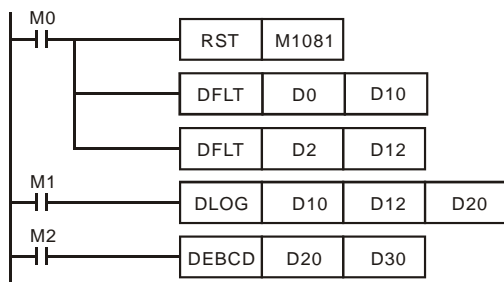 M0
RST M1081
DFLT D0 D10
DFLT D2 D12
M1
DLOG D10 D12 D20
M2
DEBCD D20 D30